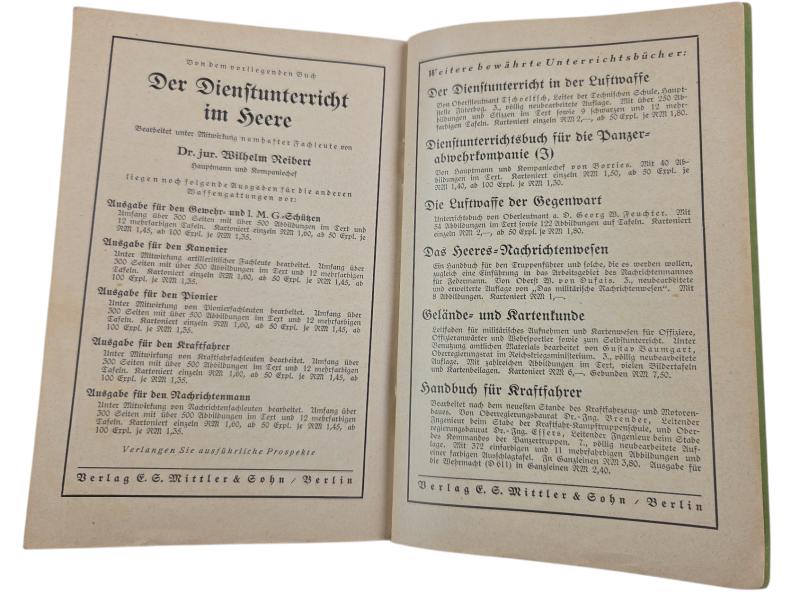 Von dem vorliegenden Buch
Der Dienstunterricht
im Heere
Bearbeitet unter Mitwirkung namhafter Fachleute von
Dr. jur. Wilhelm Reibert
Hauptmann und Kompaniechef
liegen noch folgende Ausgaben für die anderen
Waffengattungen vor:
Ausgabe für den Gewehr- und l. M. G.-Schützen
Umfang über 300 Seiten mit über 500 Abbildungen im Text und
12 mehrfarbigen Tafeln. Kartoniert einzeln RM 1,60, ab 50 Expl. je
RM 1,45, ab 100 Expl. je RM 1,35.
Ausgabe für den Kanonier
Unter Mitwirkung artilleristischer Fachleute bearbeitet. Umfang über
300 Seiten mit über 500 Abbildungen im Text und 12 mehrfarbigen
Tafeln. Kartoniert einzeln RM 1,60, ab 50 Expl. je RM 1,45, ab
100 Expl. je RM 1,35.
Ausgabe für den Pionier
Unter Mitwirkung von Pionierfachleuten bearbeitet. Umfang über
300 Seiten mit über 500 Abbildungen im Text und 12 mehrfarbigen
Tafeln. Kartoniert einzeln RM 1,60, ab 50 Expl. je RM 1,45, ab
100 Expl. je RM 1,35.
Ausgabe für den Kraftfahrer
Unter Mitwirkung von Kraftfahrfachleuten bearbeitet. Umfang über
300 Seiten mit über 500 Abbildungen im Text und 12 mehrfarbigen
Tafeln. Kartoniert einzeln RM 1,60, ab 50 Expl. je RM 1,45, ab
100 Expl. je RM 1,35.
Ausgabe für den Nachrichtenmann
Unter Mitwirkung von Nachrichtenfachleuten bearbeitet. Umfang über
300 Seiten mit über 500 Abbildungen im Text und 12 mehrfarbigen
Tafeln. Kartoniert einzeln RM 1,60, ab 50 Expl. je RM 1,45, ab
100 Expl. je RM 1,35.
Verlangen Sie ausführliche Prospekte
Verlag E. S. Mittler & Sohn / Berlin
Weitere bewährte Unterrichtsbücher:
Der Dienstunterricht in der Luftwaffe
Von Oberstleutnant Tschoeltsch, Leiter der Technischen Schule, Haupt-
stelle Jüterbog. 3., völlig neubearbeitete Auflage. Mit über 250 Ab-
bildungen und Skizzen im Text sowie 9 schwarzen und 12 mehr-
farbigen Tafeln. Kartoniert einzeln RM 2,—, ab 50 Expl. je RM 1,80.
Dienstunterrichtsbuch für die Panzer-
abwehrkompanie (J)
Von Hauptmann und Kompaniechef von Borries. Mit 40 Ab-
bildungen im Text. Kartoniert einzeln RM 1,50, ab 50 Expl. je
RM 1,40, ab 100 Expl. je RM 1,30.
Die Luftwaffe der Gegenwart
Unterrichtsbuch von Oberleutnant a. D. Georg W. Feuchter. Mit
54 Abbildungen im Text sowie 122 Abbildungen auf Tafeln. Kartoniert
einzeln RM 2,—, ab 50 Expl. je RM 1,80.
Das Heeres-Nachrichtenwesen
Ein Handbuch für den Truppenführer und solche, die es werden wollen,
zugleich eine Einführung in das Arbeitsgebiet des Nachrichtenmannes
für Jedermann. Von Oberst W. von Dufais. 3., neubearbeitete
und erweiterte Auflage von „Das militärische Nachrichtenwesen“. Mit
8 Abbildungen. Kartoniert RM 1,—.
Gelände- und Kartenkunde
Leitfaden für militärisches Aufnehmen und Kartenwesen für Offiziere,
Offizieranwärter und Wehrsportler sowie zum Selbstunterricht. Unter
Benutzung amtlichen Materials bearbeitet von Gustav Baumgart,
Oberregierungsrat im Reichskriegsministerium. 3., völlig neubearbeitete
Auflage. Mit zahlreichen Abbildungen im Text, vielen Bildertafeln
und Kartenbeilagen. Kartoniert RM 6,—, Gebunden RM 7,50.
Handbuch für Kraftfahrer
Bearbeitet nach dem neuesten Stande des Kraftfahrzeug- und Motoren-
baues. Von Oberregierungsbaurat Dr.-Ing. Brender, Leitender
Ingenieur beim Stabe der Kraftfahr-Kampftruppenschule, und Ober-
regierungsbaurat Dr.-Ing. Essers, Leitender Ingenieur beim Stabe
des Kommandos der Panzertruppen. 7., völlig neubearbeitete Auf-
lage. Mit 372 einfarbigen und 11 mehrfarbigen Abbildungen und
einer farbigen Ausschlagtafel. In Ganzleinen RM 3,80. Ausgabe für
die Wehrmacht (D 611) in Ganzleinen RM 2,40.
Verlag E. S. Mittler & Sohn / Berlin